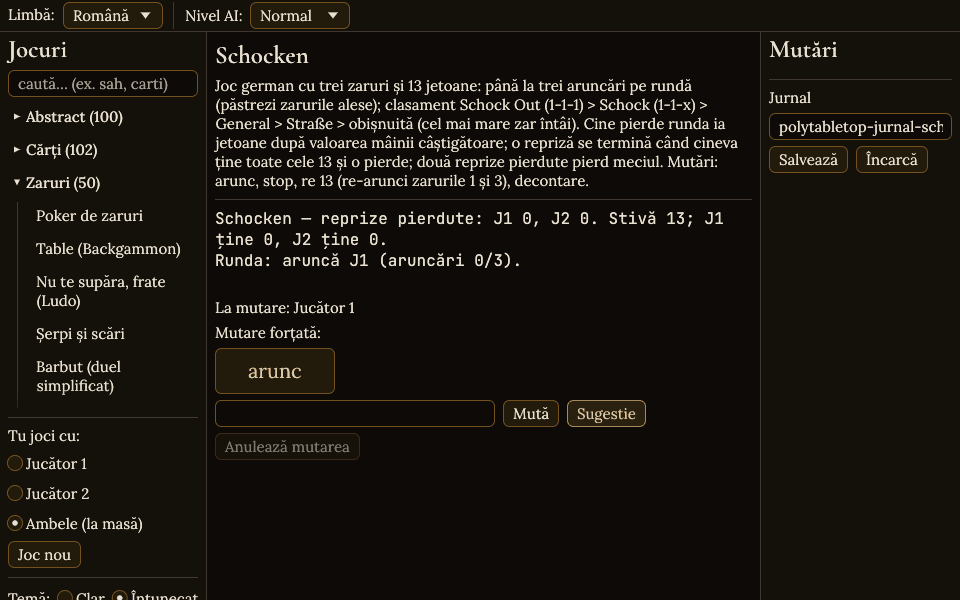 Limbă: Română ▼ Nivel AI: Normal ▼
Jocuri
caută... (ex. sah, carti)
▸ Abstract (100)
▸ Cărți (102)
▾ Zaruri (50)
Poker de zaruri
Table (Backgammon)
Nu te supăra, frate
(Ludo)
Șerpi și scări
Barbut (duel
simplificat)
Tu joci cu:
Jucător 1
Jucător 2
Ambele (la masă)
Joc nou
Temă: Clar Întunecat
Schocken
Joc german cu trei zaruri și 13 jetoane: până la trei aruncări pe rundă
(păstrezi zarurile alese); clasament Schock Out (1-1-1) > Schock (1-1-x) >
General > Straße > obișnuită (cel mai mare zar întâi). Cine pierde runda ia
jetoane după valoarea mâinii câștigătoare; o repriză se termină când cineva
ține toate cele 13 și o pierde; două reprize pierdute pierd meciul. Mutări:
arunc, stop, re 13 (re-arunci zarurile 1 și 3), decontare.
Schocken — reprize pierdute: J1 0, J2 0. Stivă 13; J1
ține 0, J2 ține 0.
Runda: aruncă J1 (aruncări 0/3).
La mutare: Jucător 1
Mutare forțată:
arunc
Mută Sugestie
Anulează mutarea
Mutări
Jurnal
polytabletop-jurnal-sch
Salvează Încarcă